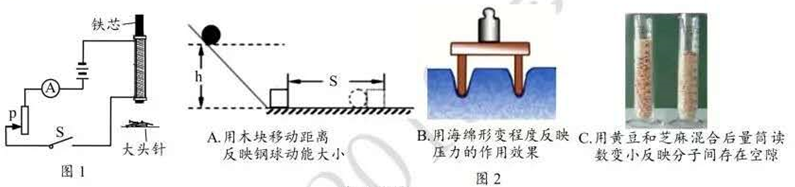 铁芯
A
P
S
大头针
图1
h
S
A.用木块移动距离
反映钢球动能大小
B.用海绵形变程度反映
压力的作用效果
C.用黄豆和芝麻混合后量筒读
数变小反映分子间存在空隙
图2